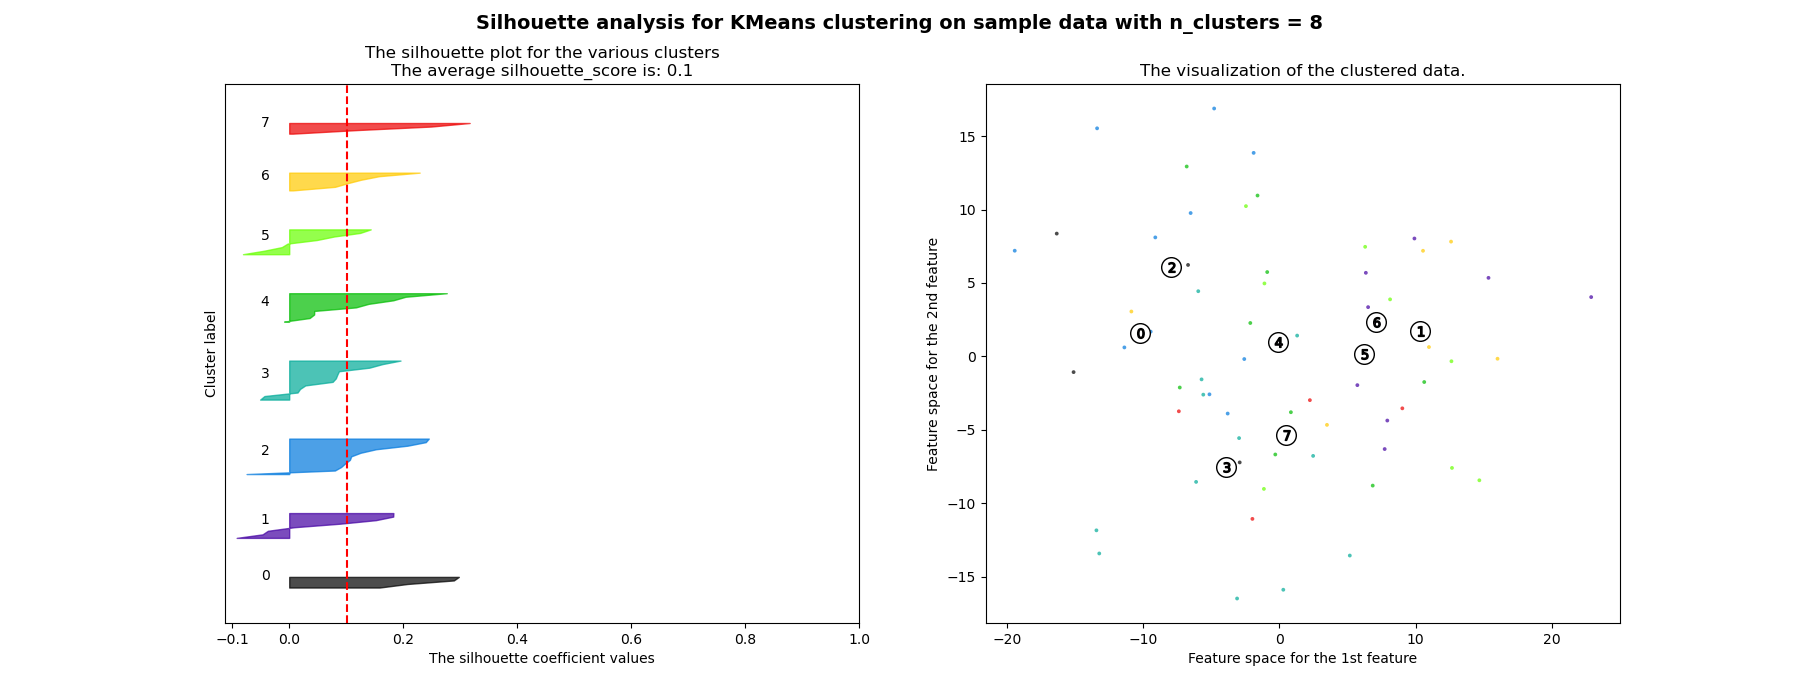 Silhouette analysis for KMeans clustering on sample data with n_clusters = 8
The silhouette plot for the various clusters
The average silhouette_score is: 0.1
7
6
5
4
3
2
1
0
Cluster label
−0.1 0.0 0.2 0.4 0.6 0.8 1.0
The silhouette coefficient values
The visualization of the clustered data.
15
10
5
0
−5
−10
−15
Feature space for the 2nd feature
2
6
1
0
4
5
7
3
−20 −10 0 10 20
Feature space for the 1st feature